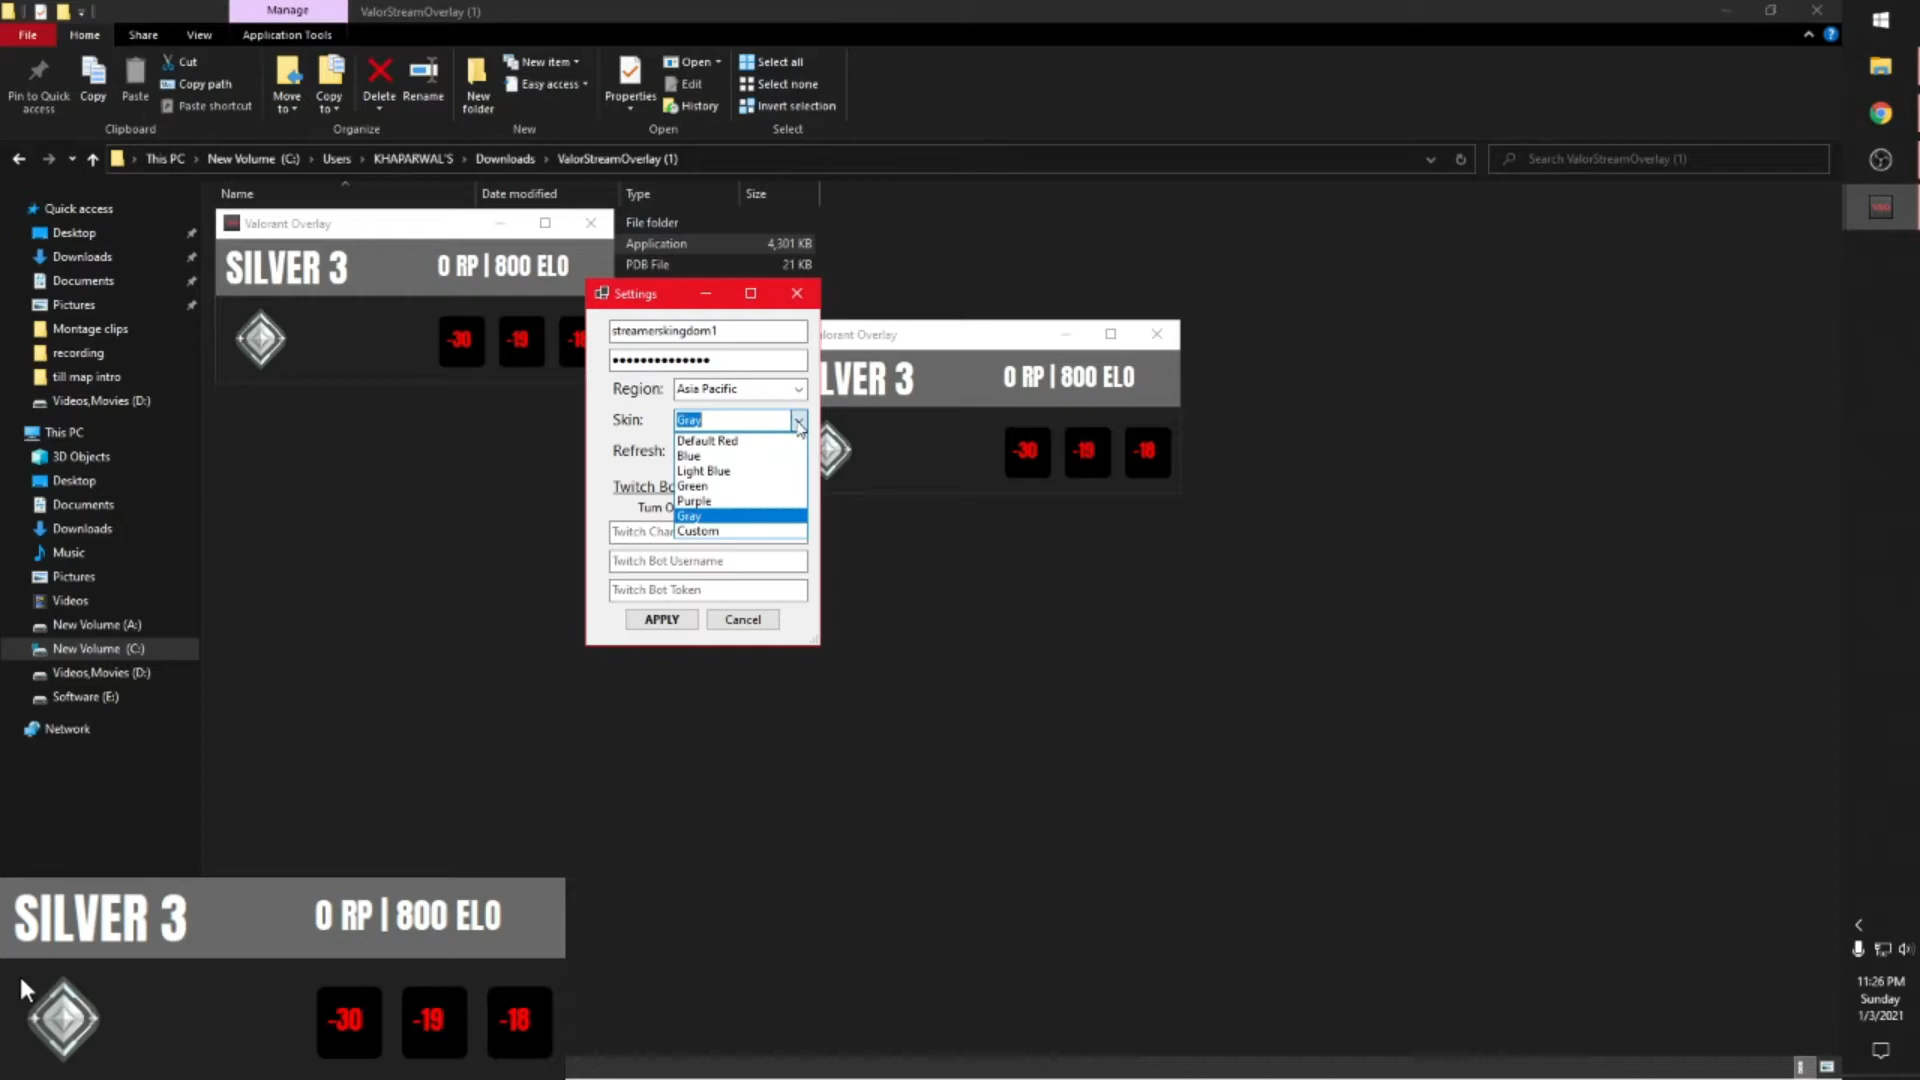 Manage
ValorStreamOverlay (1)
File
Home
Share
View
Application Tools
Pin to Quick access
Copy
Paste
Cut
Copy path
Paste shortcut
Clipboard
Move to
Copy to
Delete
Rename
Organize
New folder
New item
Easy access
New
Properties
Open
Edit
History
Open
Select all
Select none
Invert selection
Select
This PC
New Volume (C:)
Users
KHAPARWAL'S
Downloads
ValorStreamOverlay (1)
Search ValorStreamOverlay (1)
Name
Date modified
Type
Size
Quick access
Desktop
Downloads
Documents
Pictures
Montage clips
recording
till map intro
Videos,Movies (D:)
This PC
3D Objects
Desktop
Documents
Downloads
Music
Pictures
Videos
New Volume (A:)
New Volume (C:)
Videos,Movies (D:)
Software (E:)
Network
File folder
Application
4,301 KB
PDB File
21 KB
Valorant Overlay
SILVER 3
0 RP | 800 ELO
-30
-19
-18
Settings
streamerskingdom1
••••••••••••••
Region:
Asia Pacific
Skin:
Gray
Default Red
Blue
Light Blue
Green
Purple
Gray
Custom
Refresh:
Twitch Bo
Turn O
Twitch Char
Twitch Bot Username
Twitch Bot Token
APPLY
Cancel
lorant Overlay
LVER 3
0 RP | 800 ELO
-30
-19
-18
SILVER 3
0 RP | 800 ELO
-30
-19
-18
11:26 PM
Sunday
1/3/2021